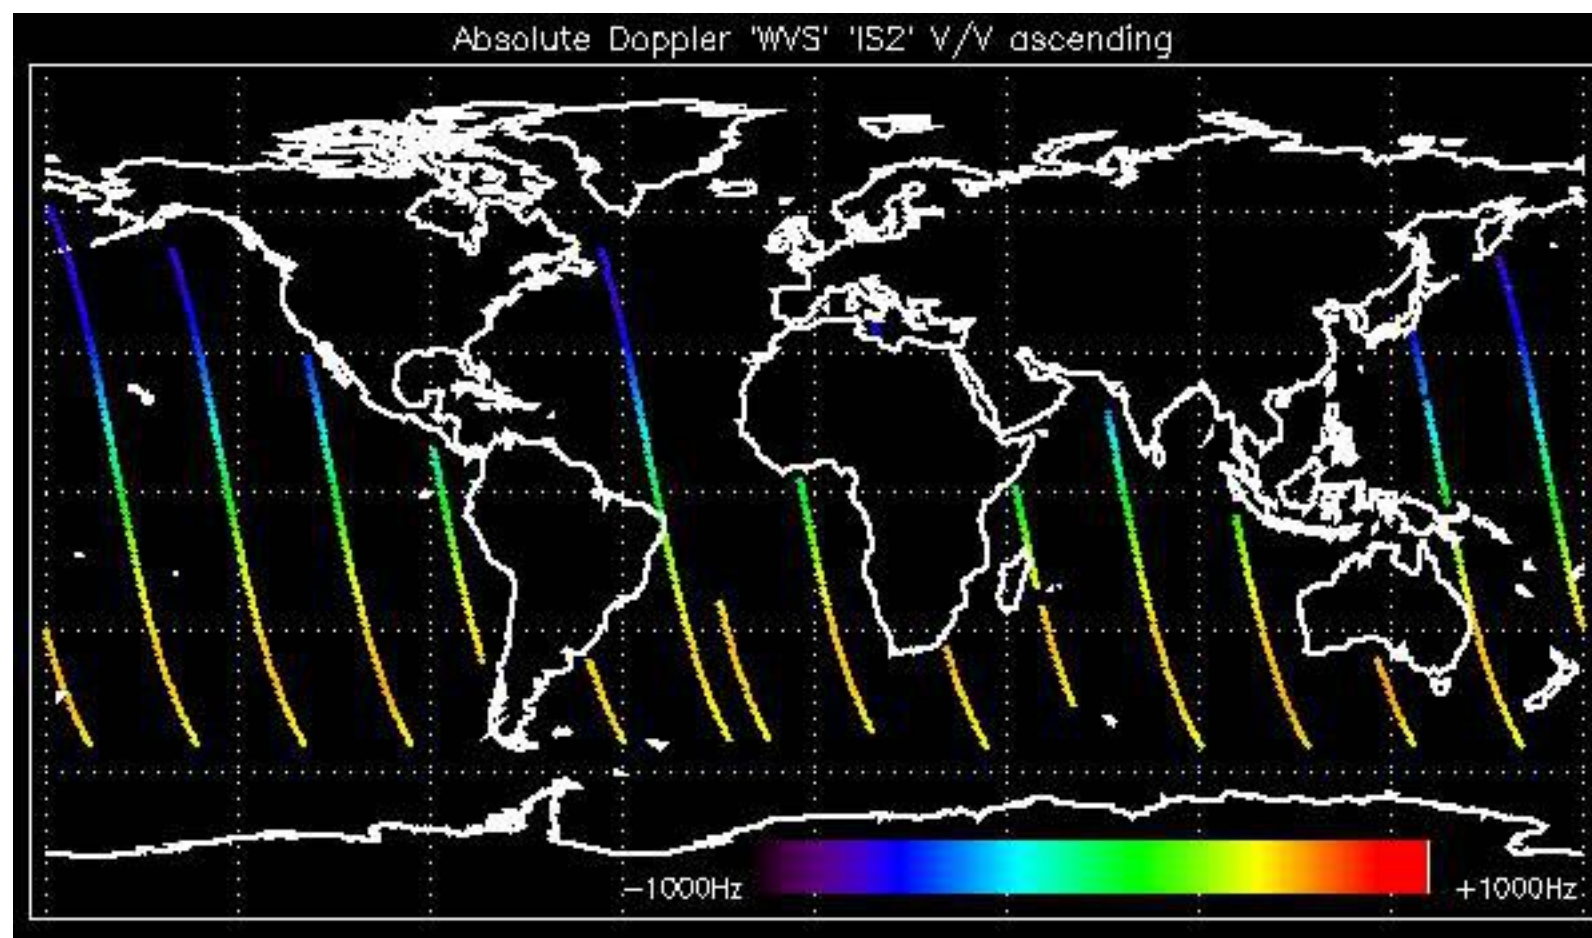 Absolute Doppler 'WVS' 'IS2' V/V ascending
-1000Hz +1000Hz